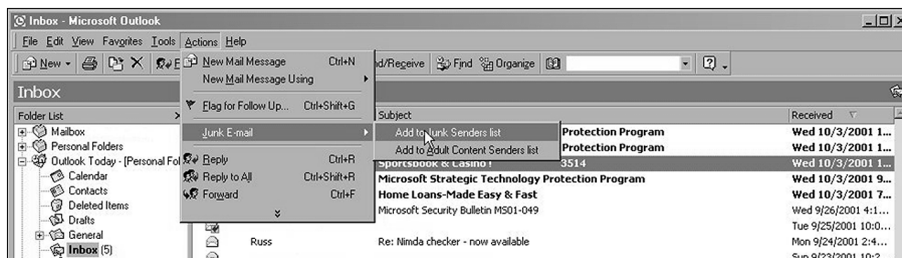 Inbox - Microsoft Outlook
File Edit View Favorites Tools Actions Help
New
New Mail Message Ctrl+N
New Mail Message Using
nd/Receive Find Organize
Inbox
Flag for Follow Up... Ctrl+Shift+G
Folder List × Subject Received
Mailbox Junk E-mail Add to Junk Senders list Protection Program Wed 10/3/2001 1...
Personal Folders Add to Adult Content Senders list Protection Program Wed 10/3/2001 1...
Outlook Today - [Personal Fol Reply Ctrl+R Sportsbook & Casino ! 3514 Wed 10/3/2001 1...
Calendar Reply to All Ctrl+Shift+R Microsoft Strategic Technology Protection Program Wed 10/3/2001 9...
Contacts Forward Ctrl+F Home Loans-Made Easy & Fast Wed 10/3/2001 7...
Deleted Items Microsoft Security Bulletin MS01-049 Wed 9/26/2001 4:1...
Drafts Tue 9/25/2001 10:0...
General Russ Re: Nimda checker - now available Mon 9/24/2001 2:4...
Inbox (5) Sun 9/23/2001 10:2